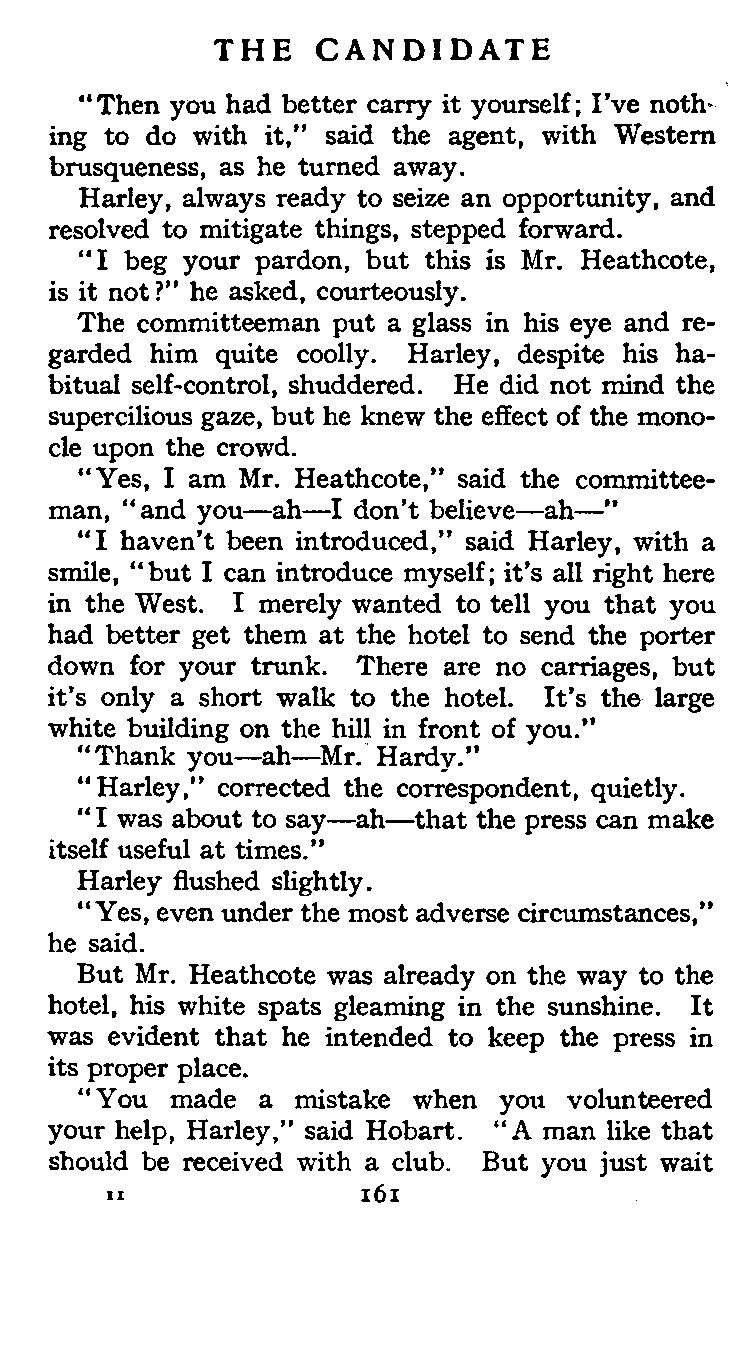 THE CANDIDATE
"Then you had better carry it yourself; I've noth-
ing to do with it," said the agent, with Western
brusqueness, as he turned away.
Harley, always ready to seize an opportunity, and
resolved to mitigate things, stepped forward.
"I beg your pardon, but this is Mr. Heathcote,
is it not?" he asked, courteously.
The committeeman put a glass in his eye and re-
garded him quite coolly. Harley, despite his ha-
bitual self-control, shuddered. He did not mind the
supercilious gaze, but he knew the effect of the mono-
cle upon the crowd.
"Yes, I am Mr. Heathcote," said the committee-
man, "and you—ah—I don't believe—ah—"
"I haven't been introduced," said Harley, with a
smile, "but I can introduce myself; it's all right here
in the West. I merely wanted to tell you that you
had better get them at the hotel to send the porter
down for your trunk. There are no carriages, but
it's only a short walk to the hotel. It's the large
white building on the hill in front of you."
"Thank you—ah—Mr. Hardy."
"Harley," corrected the correspondent, quietly.
"I was about to say—ah—that the press can make
itself useful at times."
Harley flushed slightly.
"Yes, even under the most adverse circumstances,"
he said.
But Mr. Heathcote was already on the way to the
hotel, his white spats gleaming in the sunshine. It
was evident that he intended to keep the press in
its proper place.
"You made a mistake when you volunteered
your help, Harley," said Hobart. "A man like that
should be received with a club. But you just wait
11 161